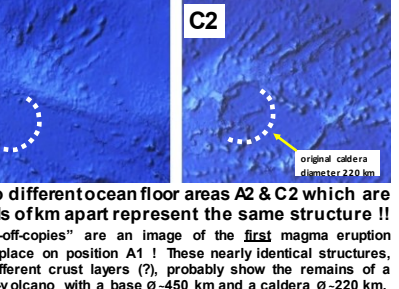 C2
original caldera
diameter 220 km
different ocean floor areas A2 & C2 which are
of km apart represent the same structure !!
-off-copies” are an image of the first magma eruption
place on position A1 ! These nearly identical structures,
crust layers (?), probably show the remains of a
with a base ø~450 km and a caldera ø~220 km.